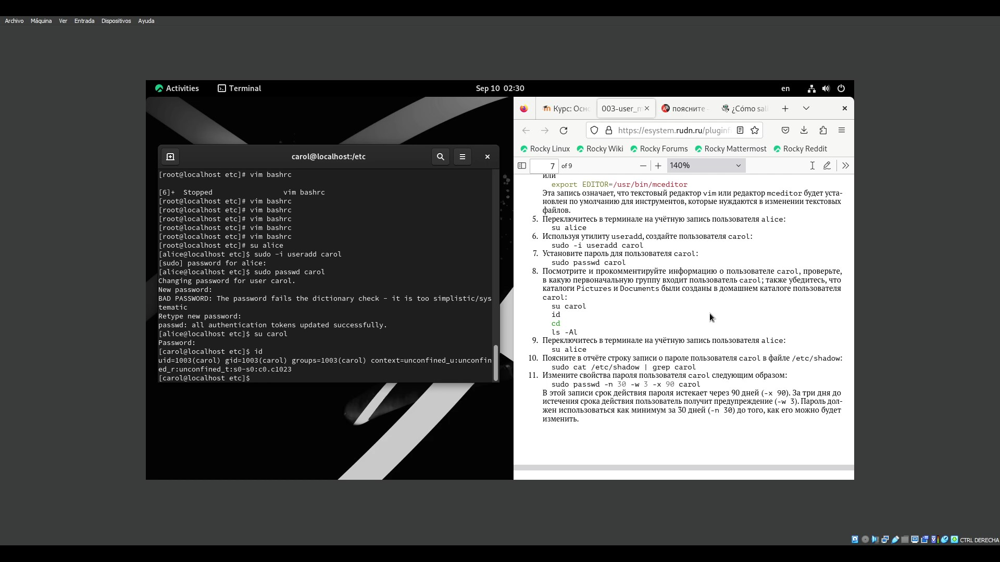 Archivo Máquina Ver Entrada Dispositivos Ayuda
Activities Terminal Sep 10 02:30 en
carol@localhost:/etc
[root@localhost etc]# vim bashrc
[6]+ Stopped vim bashrc
[root@localhost etc]# vim bashrc
[root@localhost etc]# vim bashrc
[root@localhost etc]# vim bashrc
[root@localhost etc]# vim bashrc
[root@localhost etc]# vim bashrc
[root@localhost etc]# su alice
[alice@localhost etc]$ sudo -i useradd carol
[sudo] password for alice:
[alice@localhost etc]$ sudo passwd carol
Changing password for user carol.
New password:
BAD PASSWORD: The password fails the dictionary check - it is too simplistic/sys
tematic
Retype new password:
passwd: all authentication tokens updated successfully.
[alice@localhost etc]$ su carol
Password:
[carol@localhost etc]$ id
uid=1003(carol) gid=1003(carol) groups=1003(carol) context=unconfined_u:unconfin
ed_r:unconfined_t:s0-s0:c0.c1023
[carol@localhost etc]$
Курс: Осн 003-user_m поясните - ¿Cómo sali
https://esystem.rudn.ru/pluginf
Rocky Linux Rocky Wiki Rocky Forums Rocky Mattermost Rocky Reddit
7 of 9 140%
или
export EDITOR=/usr/bin/mceditor
Эта запись означает, что текстовый редактор vim или редактор mceditor будет уста-
новлен по умолчанию для инструментов, которые нуждаются в изменении текстовых
файлов.
5. Переключитесь в терминале на учётную запись пользователя alice:
su alice
6. Используя утилиту useradd, создайте пользователя carol:
sudo -i useradd carol
7. Установите пароль для пользователя carol:
sudo passwd carol
8. Посмотрите и прокомментируйте информацию о пользователе carol, проверьте,
в какую первоначальную группу входит пользователь carol; также убедитесь, что
каталоги Pictures и Documents были созданы в домашнем каталоге пользователя
carol:
su carol
id
cd
ls -Al
9. Переключитесь в терминале на учётную запись пользователя alice:
su alice
10. Поясните в отчёте строку записи о пароле пользователя carol в файле /etc/shadow:
sudo cat /etc/shadow | grep carol
11. Измените свойства пароля пользователя carol следующим образом:
sudo passwd -n 30 -w 3 -x 90 carol
В этой записи срок действия пароля истекает через 90 дней (-x 90). За три дня до
истечения срока действия пользователь получит предупреждение (-w 3). Пароль дол-
жен использоваться как минимум за 30 дней (-n 30) до того, как его можно будет
изменить.
CTRL DERECHA